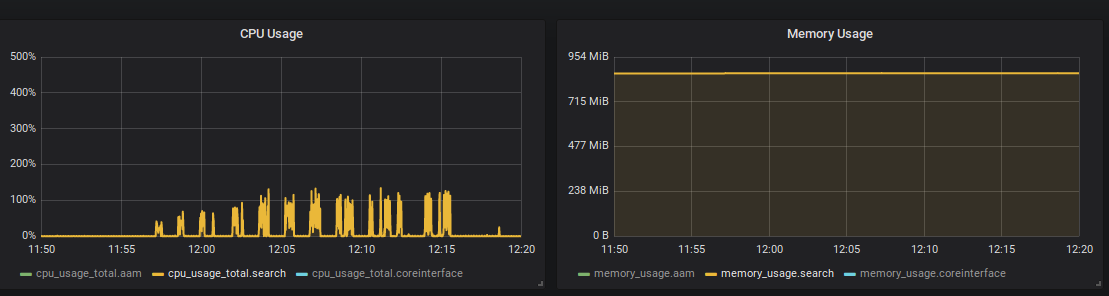 CPU Usage
500%
400%
300%
200%
100%
0%
11:50 11:55 12:00 12:05 12:10 12:15 12:20
cpu_usage_total.aam cpu_usage_total.search cpu_usage_total.coreinterface
Memory Usage
954 MiB
715 MiB
477 MiB
238 MiB
0 B
11:50 11:55 12:00 12:05 12:10 12:15 12:20
memory_usage.aam memory_usage.search memory_usage.coreinterface